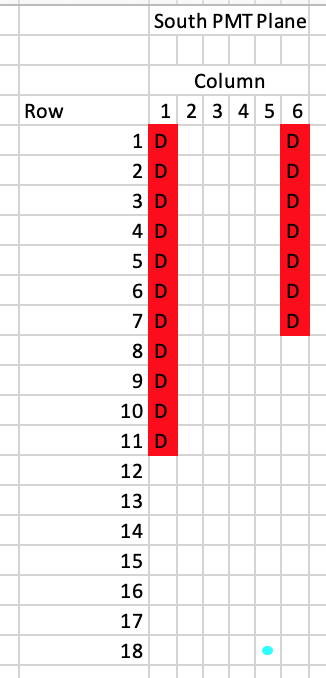 South PMT Plane
Column
Row 1 2 3 4 5 6
1 D D
2 D D
3 D D
4 D D
5 D D
6 D D
7 D D
8 D
9 D
10 D
11 D
12
13
14
15
16
17
18